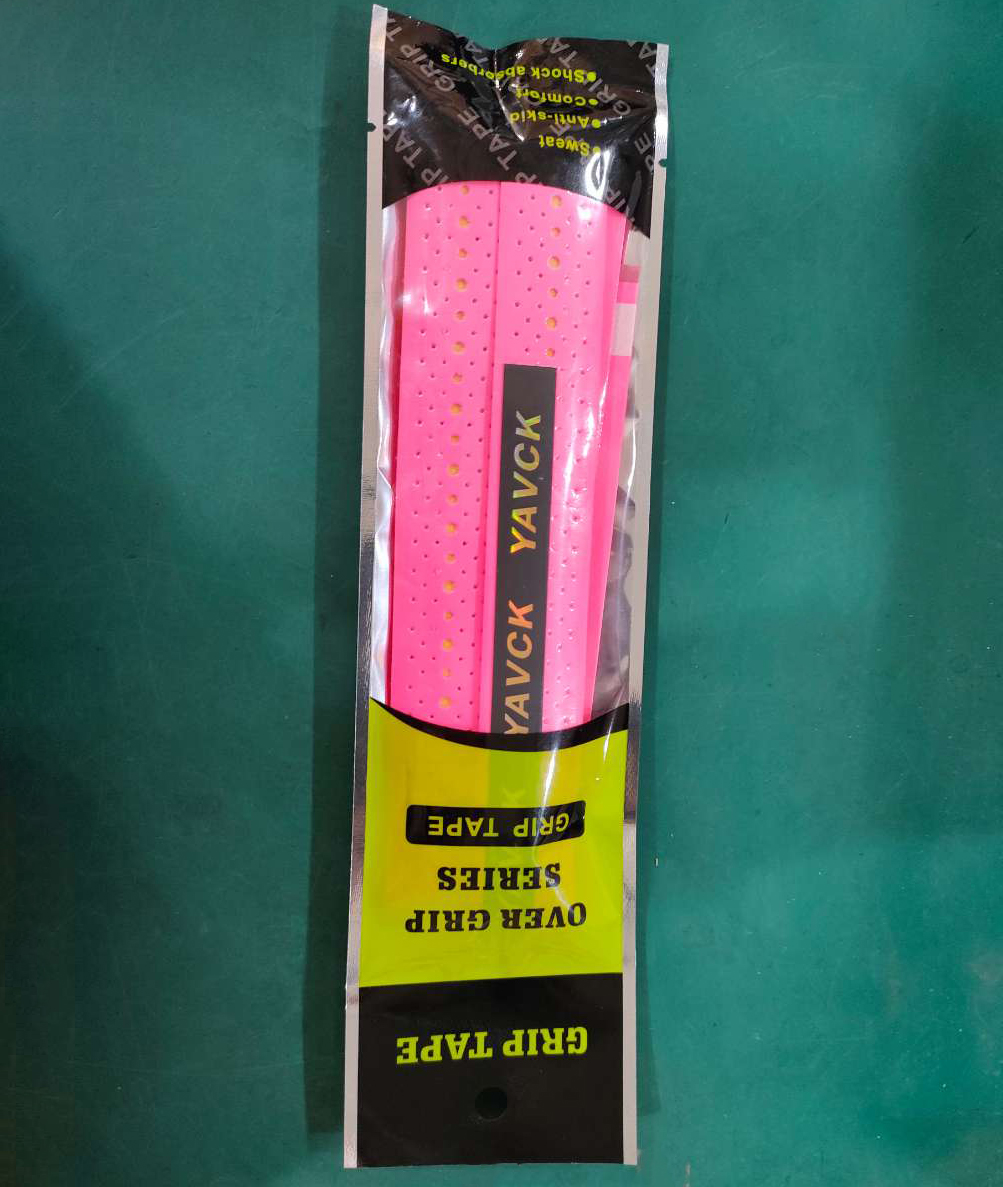 GRIP TAPE
OVER GRIP
SERIES
GRIP TAPE
YAVCK YAVCK
•Sweat
•Anti-skid
•Comfort
•Shock absorbers
GRIP TAPE